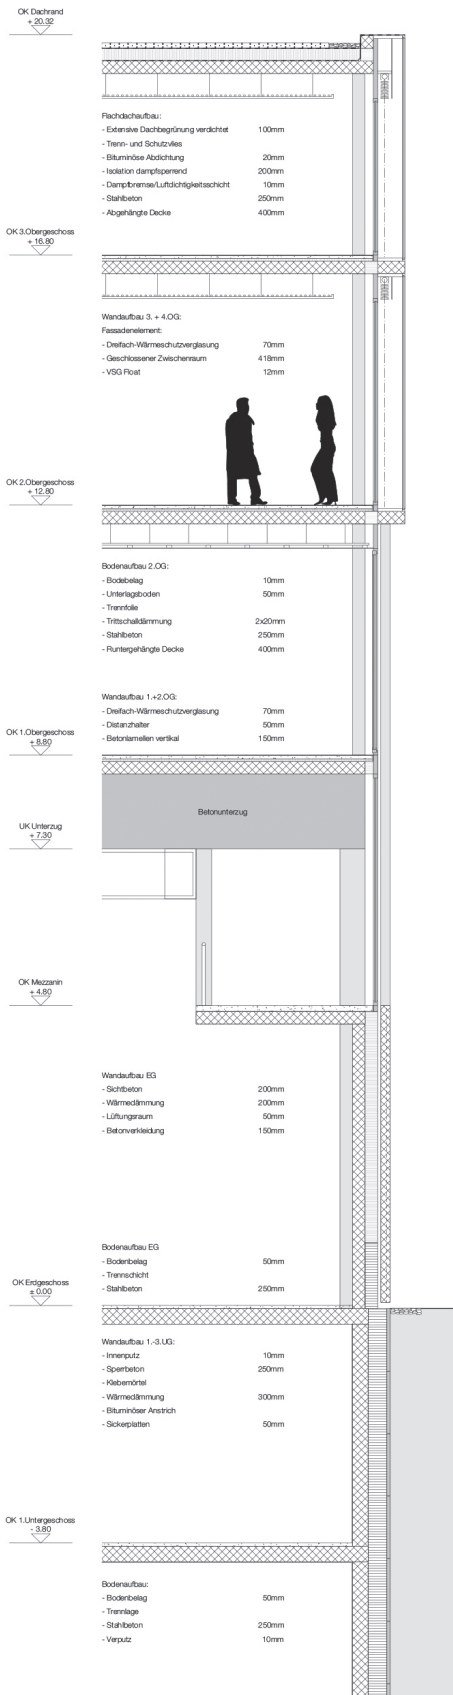 OK Dachrand
+ 20.32
Flachdachaufbau:
- Extensive Dachbegrünung verdichtet 100mm
- Trenn- und Schutzvlies
- Bituminöse Abdichtung 20mm
- Isolation dampfsperrend 200mm
- Dampfbremse/Luftdichtigkeitsschicht 10mm
- Stahlbeton 250mm
- Abgehängte Decke 400mm
OK 3.Obergeschoss
+ 16.80
Wandaufbau 3. + 4.OG:
Fassadenelement:
- Dreifach-Wärmeschutzverglasung 70mm
- Geschlossener Zwischenraum 418mm
- VSG Float 12mm
OK 2.Obergeschoss
+ 12.80
Bodenaufbau 2.OG:
- Bodebelag 10mm
- Unterlagsboden 50mm
- Trennfolie
- Trittschalldämmung 2x20mm
- Stahlbeton 250mm
- Runtergehängte Decke 400mm
Wandaufbau 1.+2.OG:
- Dreifach-Wärmeschutzverglasung 70mm
- Distanzhalter 50mm
- Betonlamellen vertikal 150mm
OK 1.Obergeschoss
+ 8.80
Betonunterzug
UK Unterzug
+ 7.30
OK Mezzanin
+ 4.80
Wandaufbau EG
- Sichtbeton 200mm
- Wärmedämmung 200mm
- Lüftungsraum 50mm
- Betonverkleidung 150mm
Bodenaufbau EG
- Bodenbelag 50mm
- Trennschicht
- Stahlbeton 250mm
OK Erdgeschoss
± 0.00
Wandaufbau 1.-3.UG:
- Innenputz 10mm
- Sperrbeton 250mm
- Klebemörtel
- Wärmedämmung 300mm
- Bituminöser Anstrich
- Sickerplatten 50mm
OK 1.Untergeschoss
- 3.80
Bodenaufbau:
- Bodenbelag 50mm
- Trennlage
- Stahlbeton 250mm
- Verputz 10mm